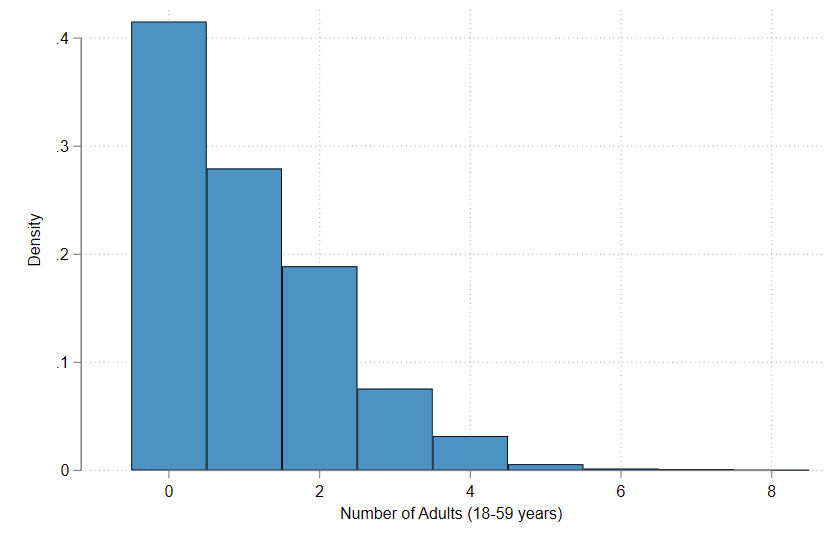 .4
.3
.2
.1
0
Density
0 2 4 6 8
Number of Adults (18-59 years)